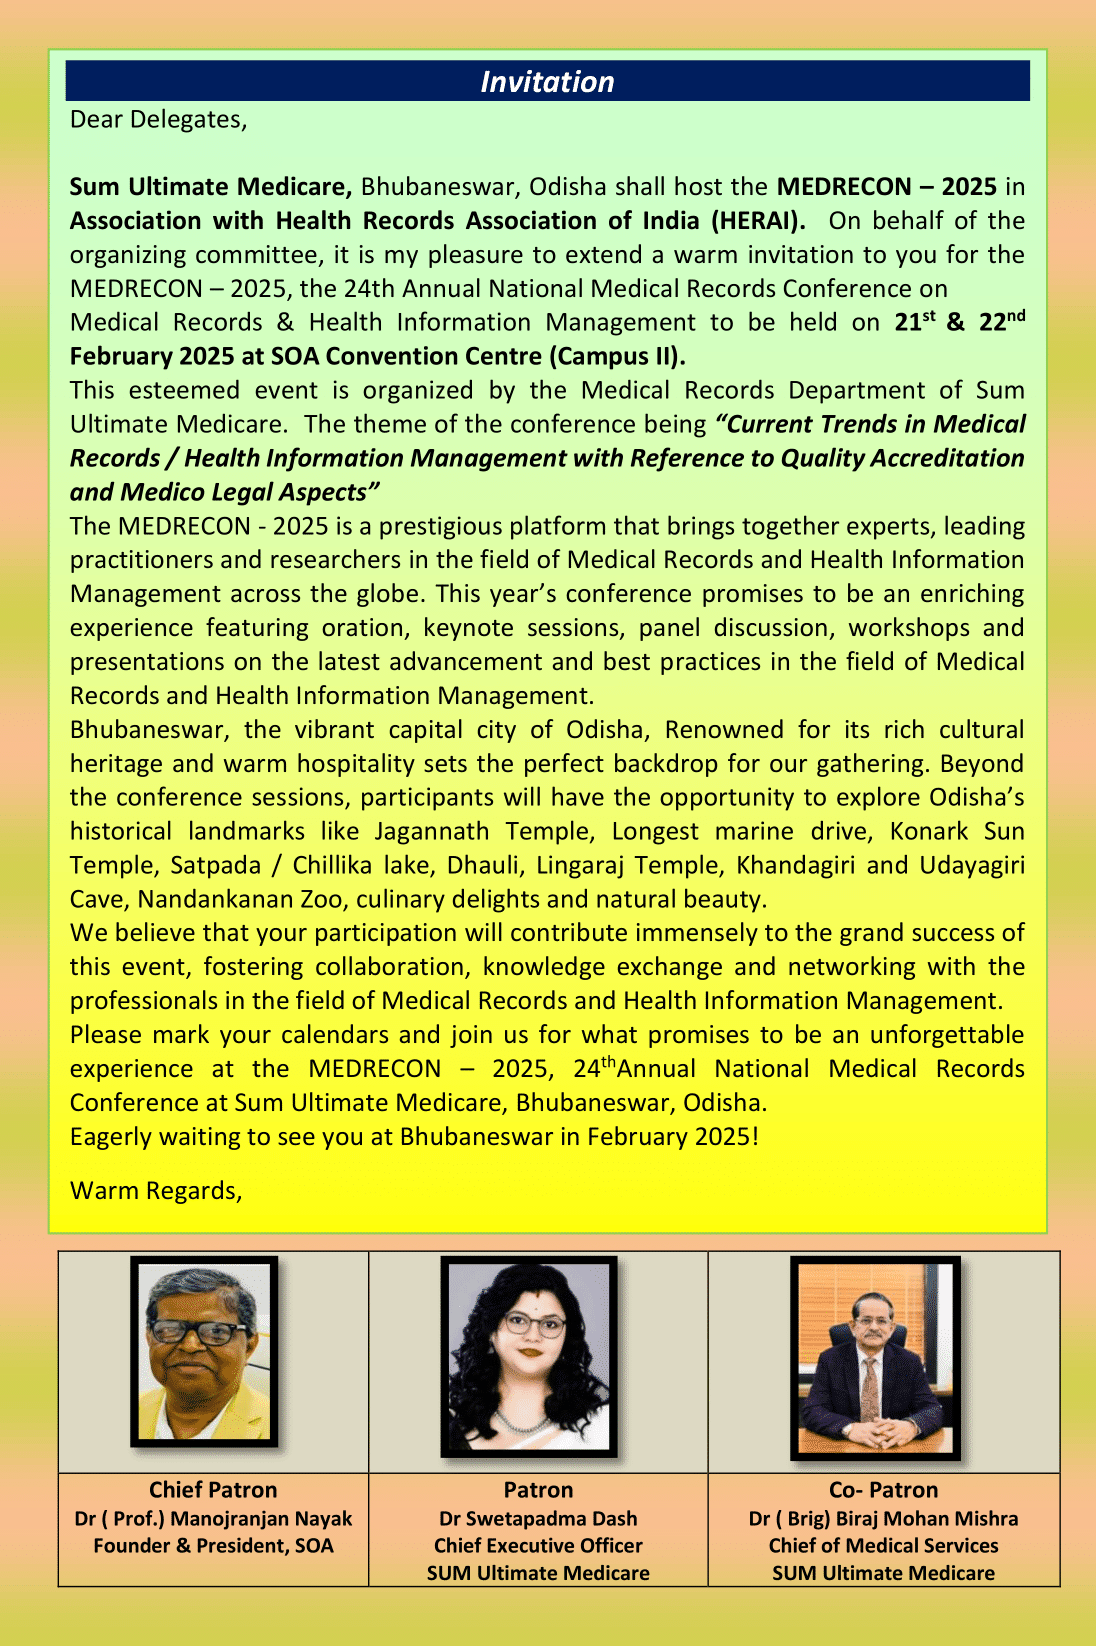 Invitation
Dear Delegates,
Sum Ultimate Medicare, Bhubaneswar, Odisha shall host the MEDRECON – 2025 in
Association with Health Records Association of India (HERAI).  On behalf of the
organizing committee, it is my pleasure to extend a warm invitation to you for the
MEDRECON – 2025, the 24th Annual National Medical Records Conference on
Medical Records & Health Information Management to be held on 21st & 22nd
February 2025 at SOA Convention Centre (Campus II).
This esteemed event is organized by the Medical Records Department of Sum
Ultimate Medicare.  The theme of the conference being “Current Trends in Medical
Records / Health Information Management with Reference to Quality Accreditation
and Medico Legal Aspects”
The MEDRECON - 2025 is a prestigious platform that brings together experts, leading
practitioners and researchers in the field of Medical Records and Health Information
Management across the globe. This year’s conference promises to be an enriching
experience featuring oration, keynote sessions, panel discussion, workshops and
presentations on the latest advancement and best practices in the field of Medical
Records and Health Information Management.
Bhubaneswar, the vibrant capital city of Odisha, Renowned for its rich cultural
heritage and warm hospitality sets the perfect backdrop for our gathering. Beyond
the conference sessions, participants will have the opportunity to explore Odisha’s
historical landmarks like Jagannath Temple, Longest marine drive, Konark Sun
Temple, Satpada / Chillika lake, Dhauli, Lingaraj Temple, Khandagiri and Udayagiri
Cave, Nandankanan Zoo, culinary delights and natural beauty.
We believe that your participation will contribute immensely to the grand success of
this event, fostering collaboration, knowledge exchange and networking with the
professionals in the field of Medical Records and Health Information Management.
Please mark your calendars and join us for what promises to be an unforgettable
experience at the MEDRECON – 2025, 24thAnnual National Medical Records
Conference at Sum Ultimate Medicare, Bhubaneswar, Odisha.
Eagerly waiting to see you at Bhubaneswar in February 2025!
Warm Regards,
Chief Patron
Dr ( Prof.) Manojranjan Nayak
Founder & President, SOA
Patron
Dr Swetapadma Dash
Chief Executive Officer
SUM Ultimate Medicare
Co- Patron
Dr ( Brig) Biraj Mohan Mishra
Chief of Medical Services
SUM Ultimate Medicare